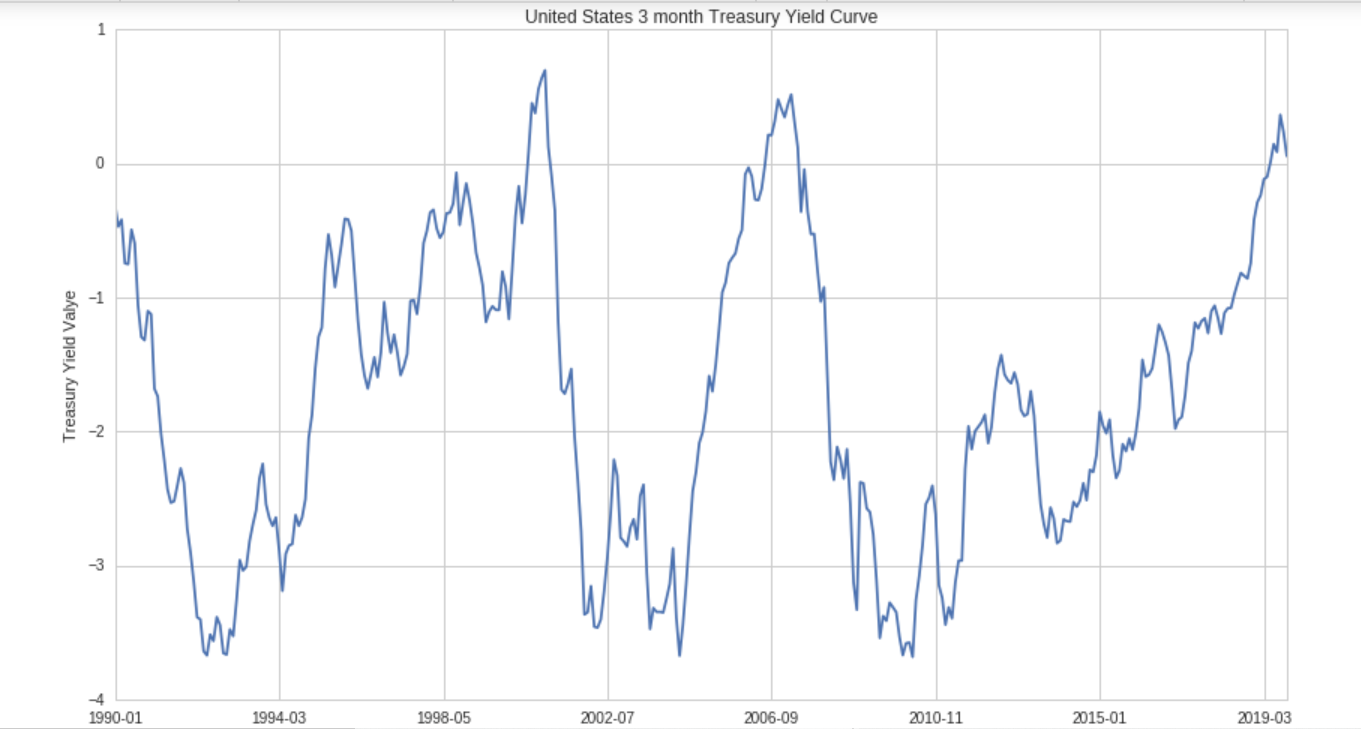 United States 3 month Treasury Yield Curve
1
0
−1
−2
−3
−4
Treasury Yield Valye
1990-01 1994-03 1998-05 2002-07 2006-09 2010-11 2015-01 2019-03